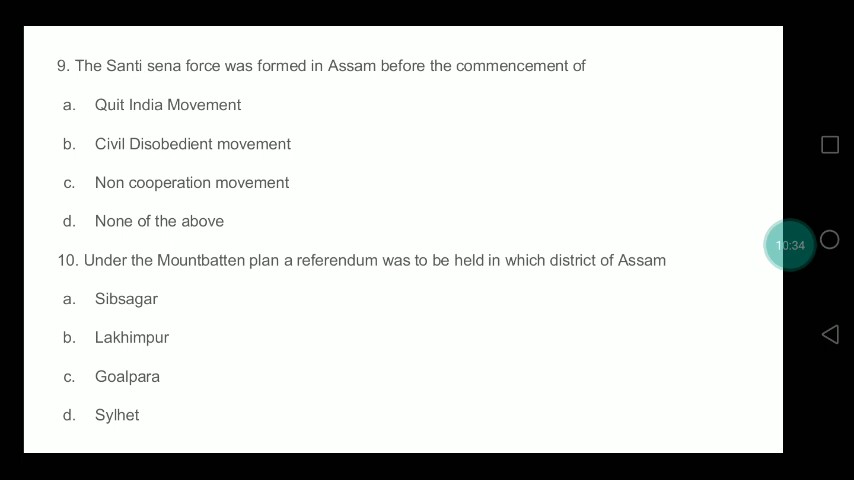 9. The Santi sena force was formed in Assam before the commencement of
a. Quit India Movement
b. Civil Disobedient movement
c. Non cooperation movement
d. None of the above
10. Under the Mountbatten plan a referendum was to be held in which district of Assam
a. Sibsagar
b. Lakhimpur
c. Goalpara
d. Sylhet
10:34